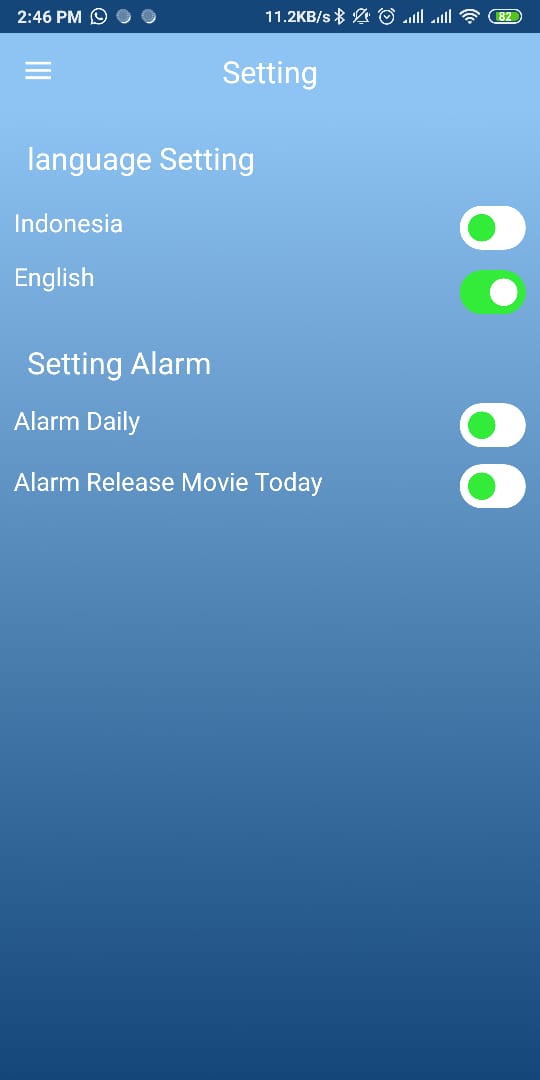 2:46 PM 11.2KB/s 82
Setting
language Setting
Indonesia
English
Setting Alarm
Alarm Daily
Alarm Release Movie Today